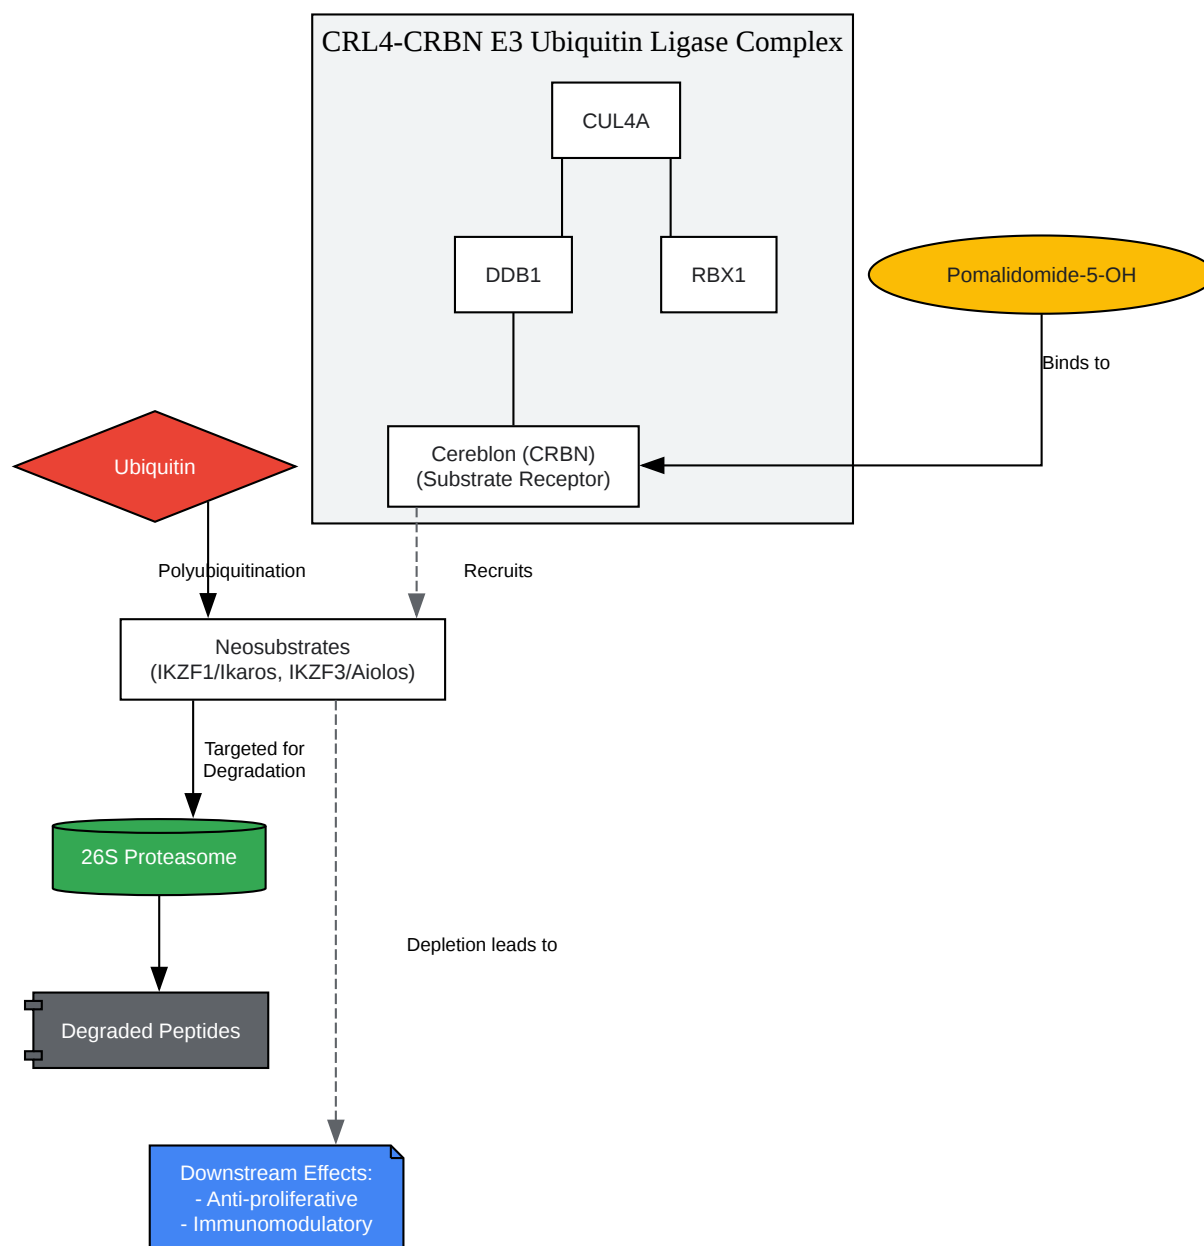 CRL4-CRBN E3 Ubiquitin Ligase Complex
CUL4A
DDB1
RBX1
Pomalidomide-5-OH
Binds to
Cereblon (CRBN)
(Substrate Receptor)
Ubiquitin
Polyubiquitination
Recruits
Neosubstrates
(IKZF1/Ikaros, IKZF3/Aiolos)
Targeted for
Degradation
26S Proteasome
Depletion leads to
Degraded Peptides
Downstream Effects:
- Anti-proliferative
- Immunomodulatory